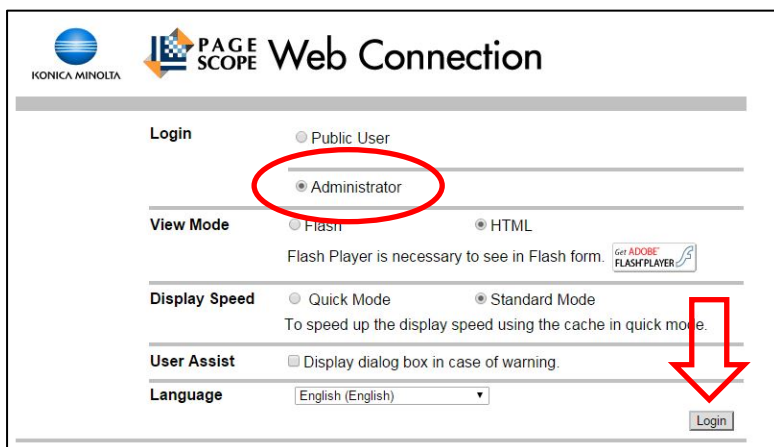 KONICA MINOLTA
PAGE SCOPE Web Connection
Login
Public User
Administrator
View Mode
Flash
HTML
Flash Player is necessary to see in Flash form.
Get ADOBE® FLASH® PLAYER
Display Speed
Quick Mode
Standard Mode
To speed up the display speed using the cache in quick mode.
User Assist
Display dialog box in case of warning.
Language
English (English)
Login